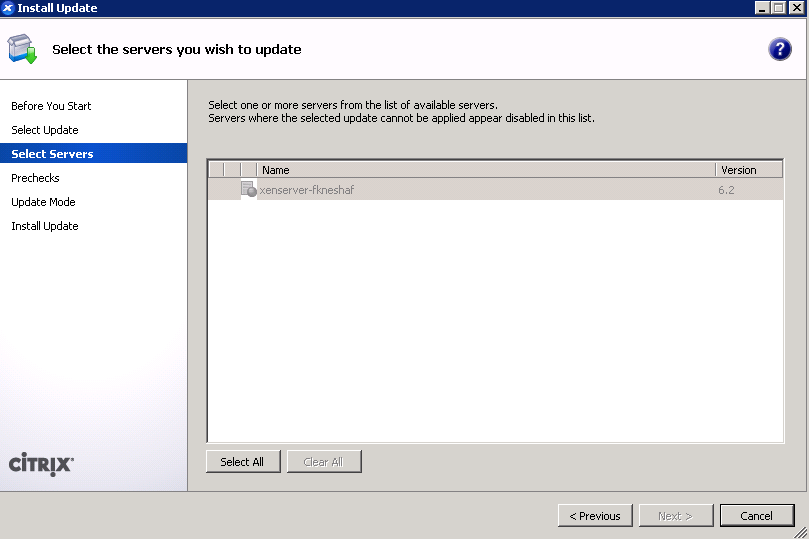 Install Update
Select the servers you wish to update
?
Before You Start
Select Update
Select Servers
Prechecks
Update Mode
Install Update
CITRIX
Select one or more servers from the list of available servers.
Servers where the selected update cannot be applied appear disabled in this list.
Name Version
xenserver-fkneshaf 6.2
Select All Clear All
< Previous Next > Cancel